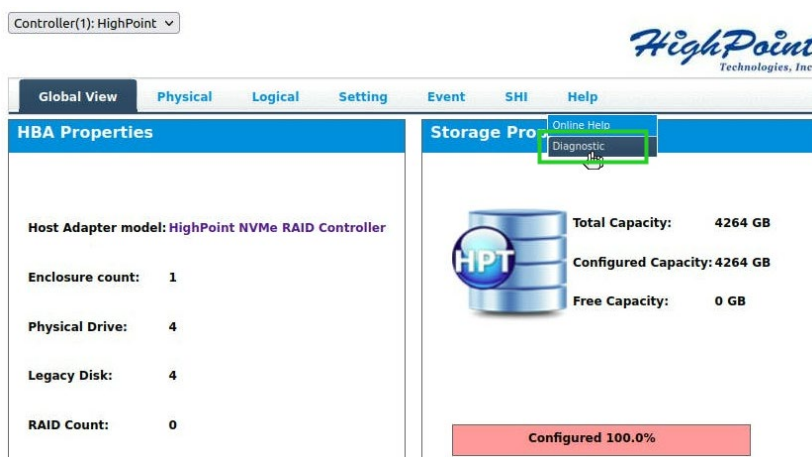 Controller(1): HighPoint
HighPoint
Technologies, Inc
Global View Physical Logical Setting Event SHI Help
Online Help
Diagnostic
HBA Properties
Host Adapter model: HighPoint NVMe RAID Controller
Enclosure count: 1
Physical Drive: 4
Legacy Disk: 4
RAID Count: 0
Storage Pro
HPT
Total Capacity: 4264 GB
Configured Capacity: 4264 GB
Free Capacity: 0 GB
Configured 100.0%